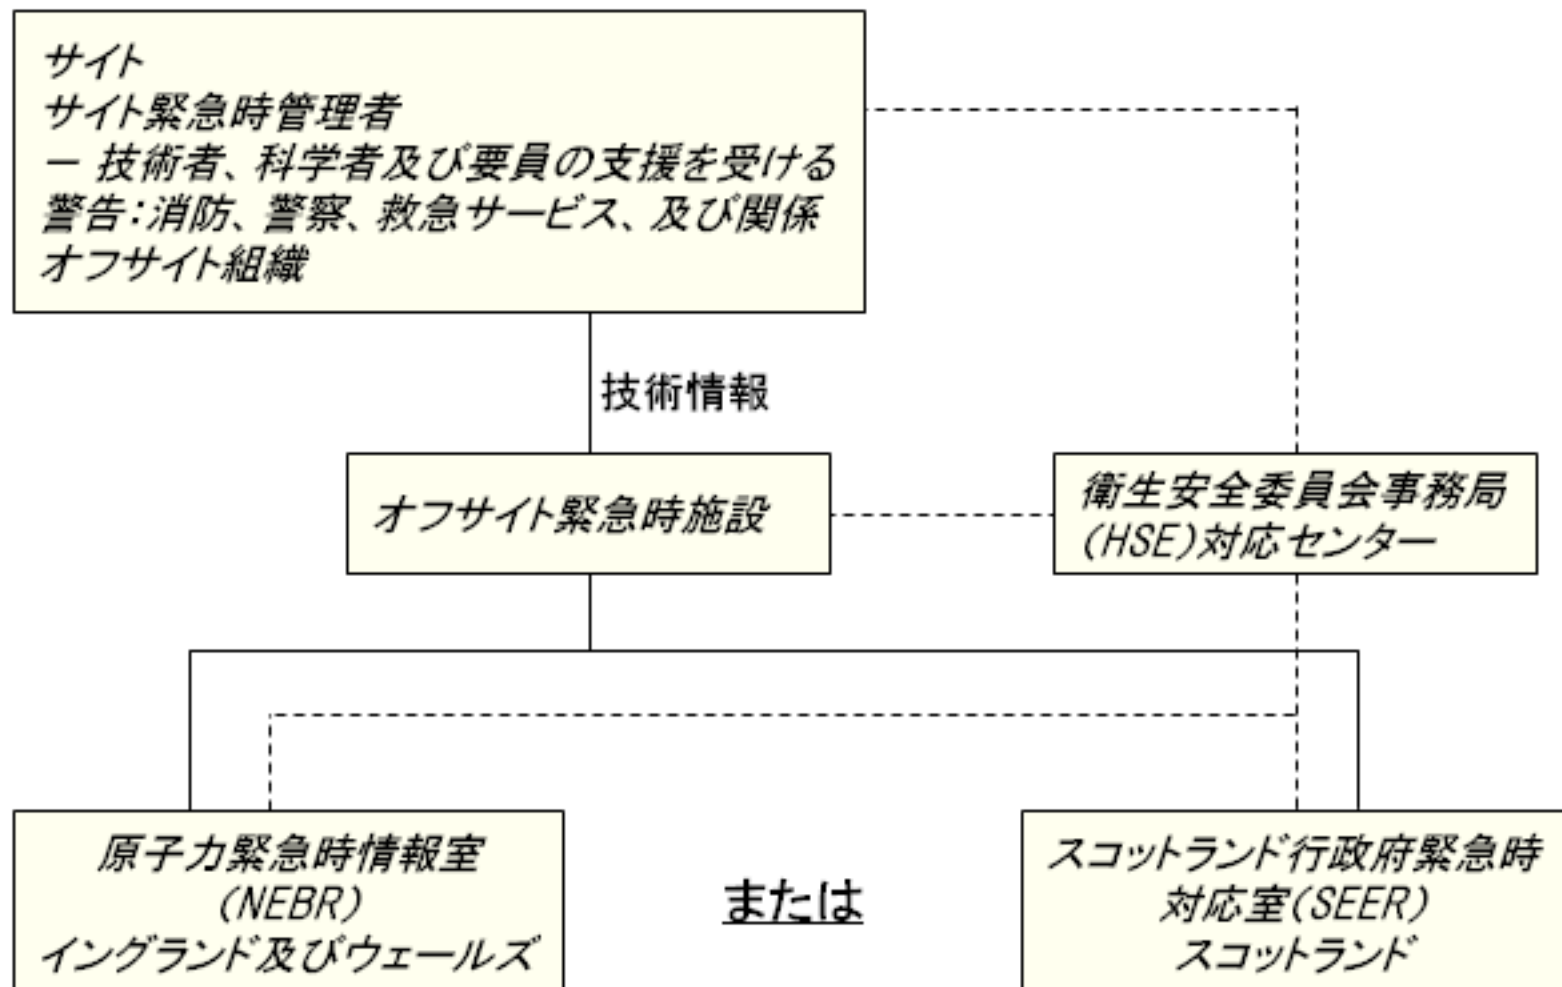 サイト
サイト緊急時管理者
－ 技術者、科学者及び要員の支援を受ける
警告：消防、警察、救急サービス、及び関係
オフサイト組織
技術情報
オフサイト緊急時施設
衛生安全委員会事務局
(HSE)対応センター
原子力緊急時情報室
(NEBR)
イングランド及びウェールズ
または
スコットランド行政府緊急時
対応室(SEER)
スコットランド